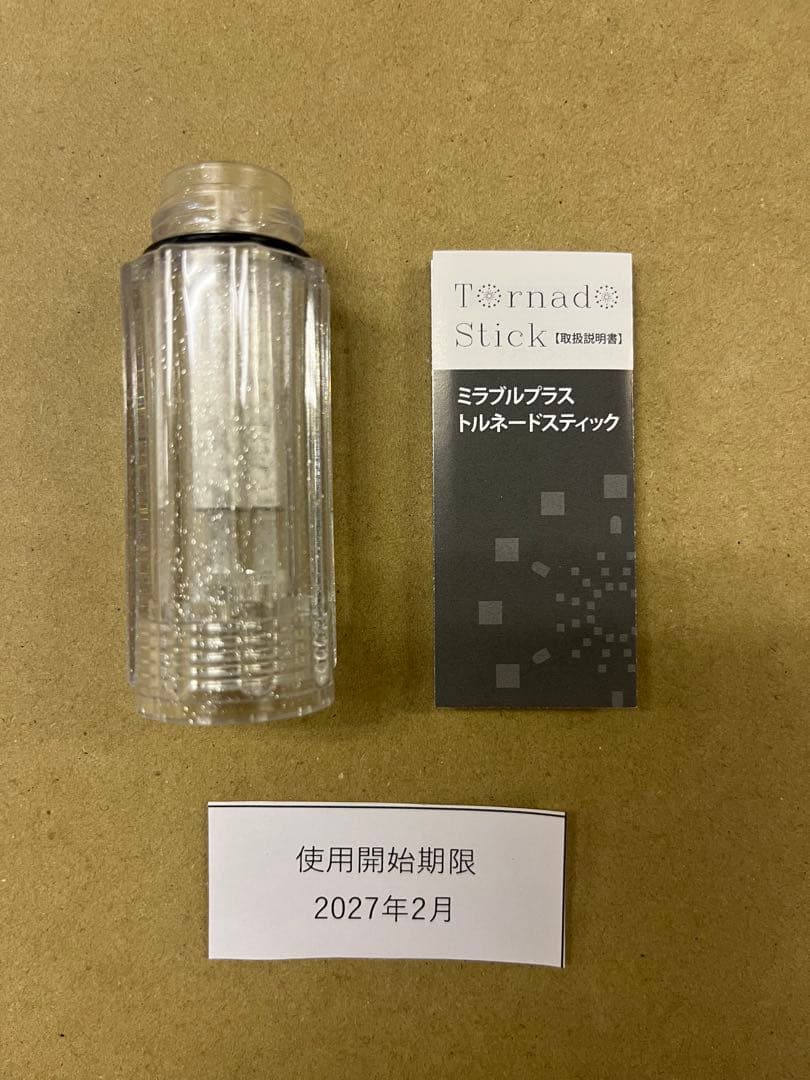 Tornado
Stick【取扱説明書】
ミラブルプラス
トルネードスティック
使用開始期限
2027年2月